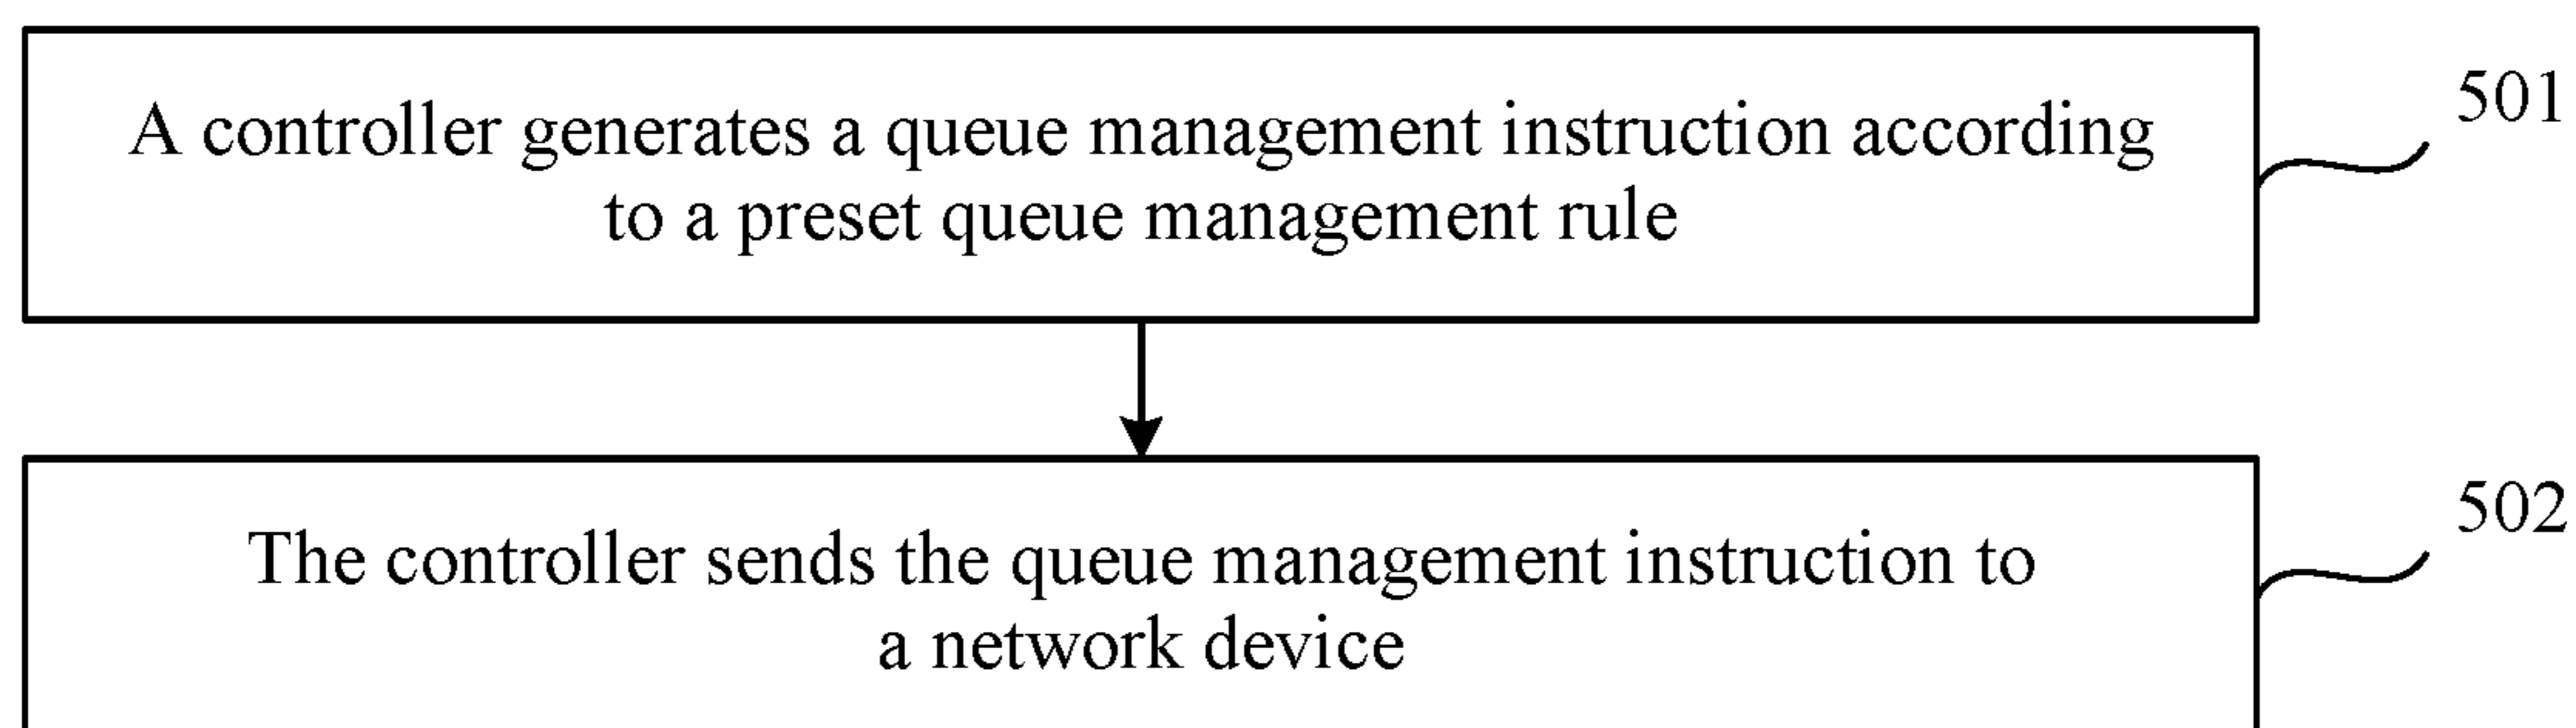 A controller generates a queue management instruction according
to a preset queue management rule
501
The controller sends the queue management instruction to
a network device
502